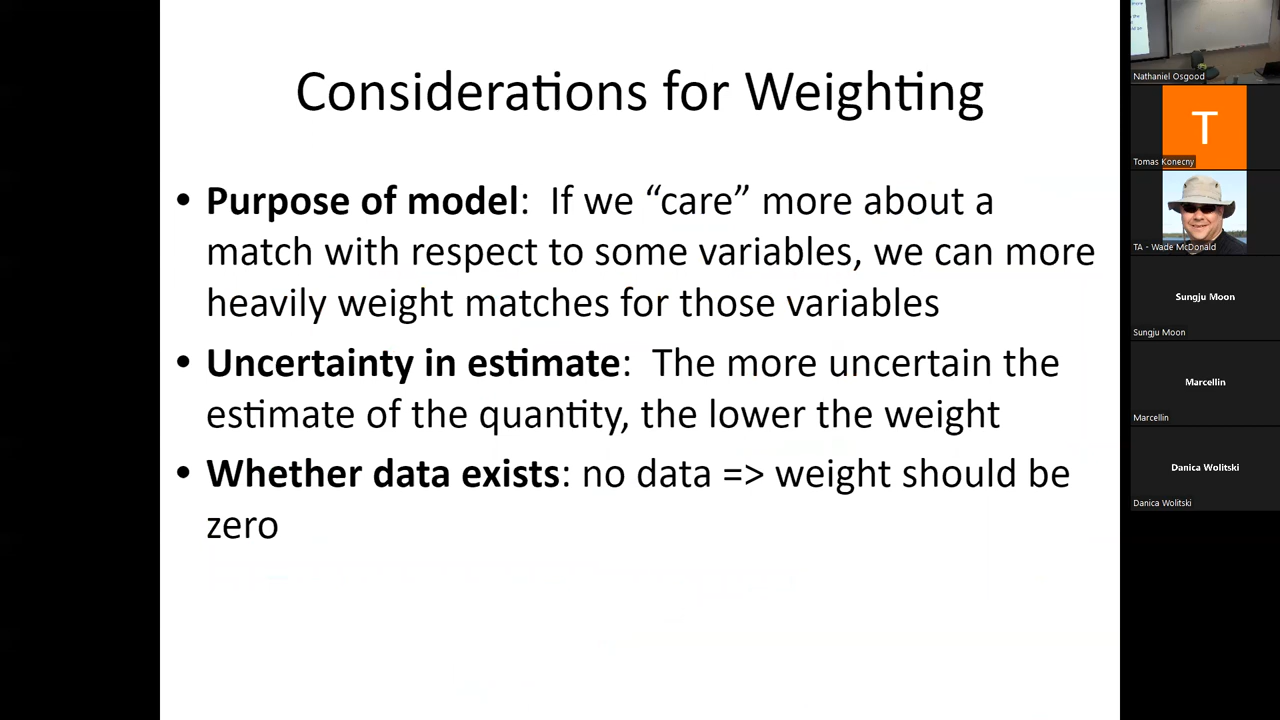 Considerations for Weighting
• Purpose of model: If we “care” more about a
match with respect to some variables, we can more
heavily weight matches for those variables
• Uncertainty in estimate: The more uncertain the
estimate of the quantity, the lower the weight
• Whether data exists: no data => weight should be
zero
Nathaniel Osgood
T
Tomas Konecny
TA - Wade McDonald
Sungju Moon
Sungju Moon
Marcellin
Marcellin
Danica Wolitski
Danica Wolitski